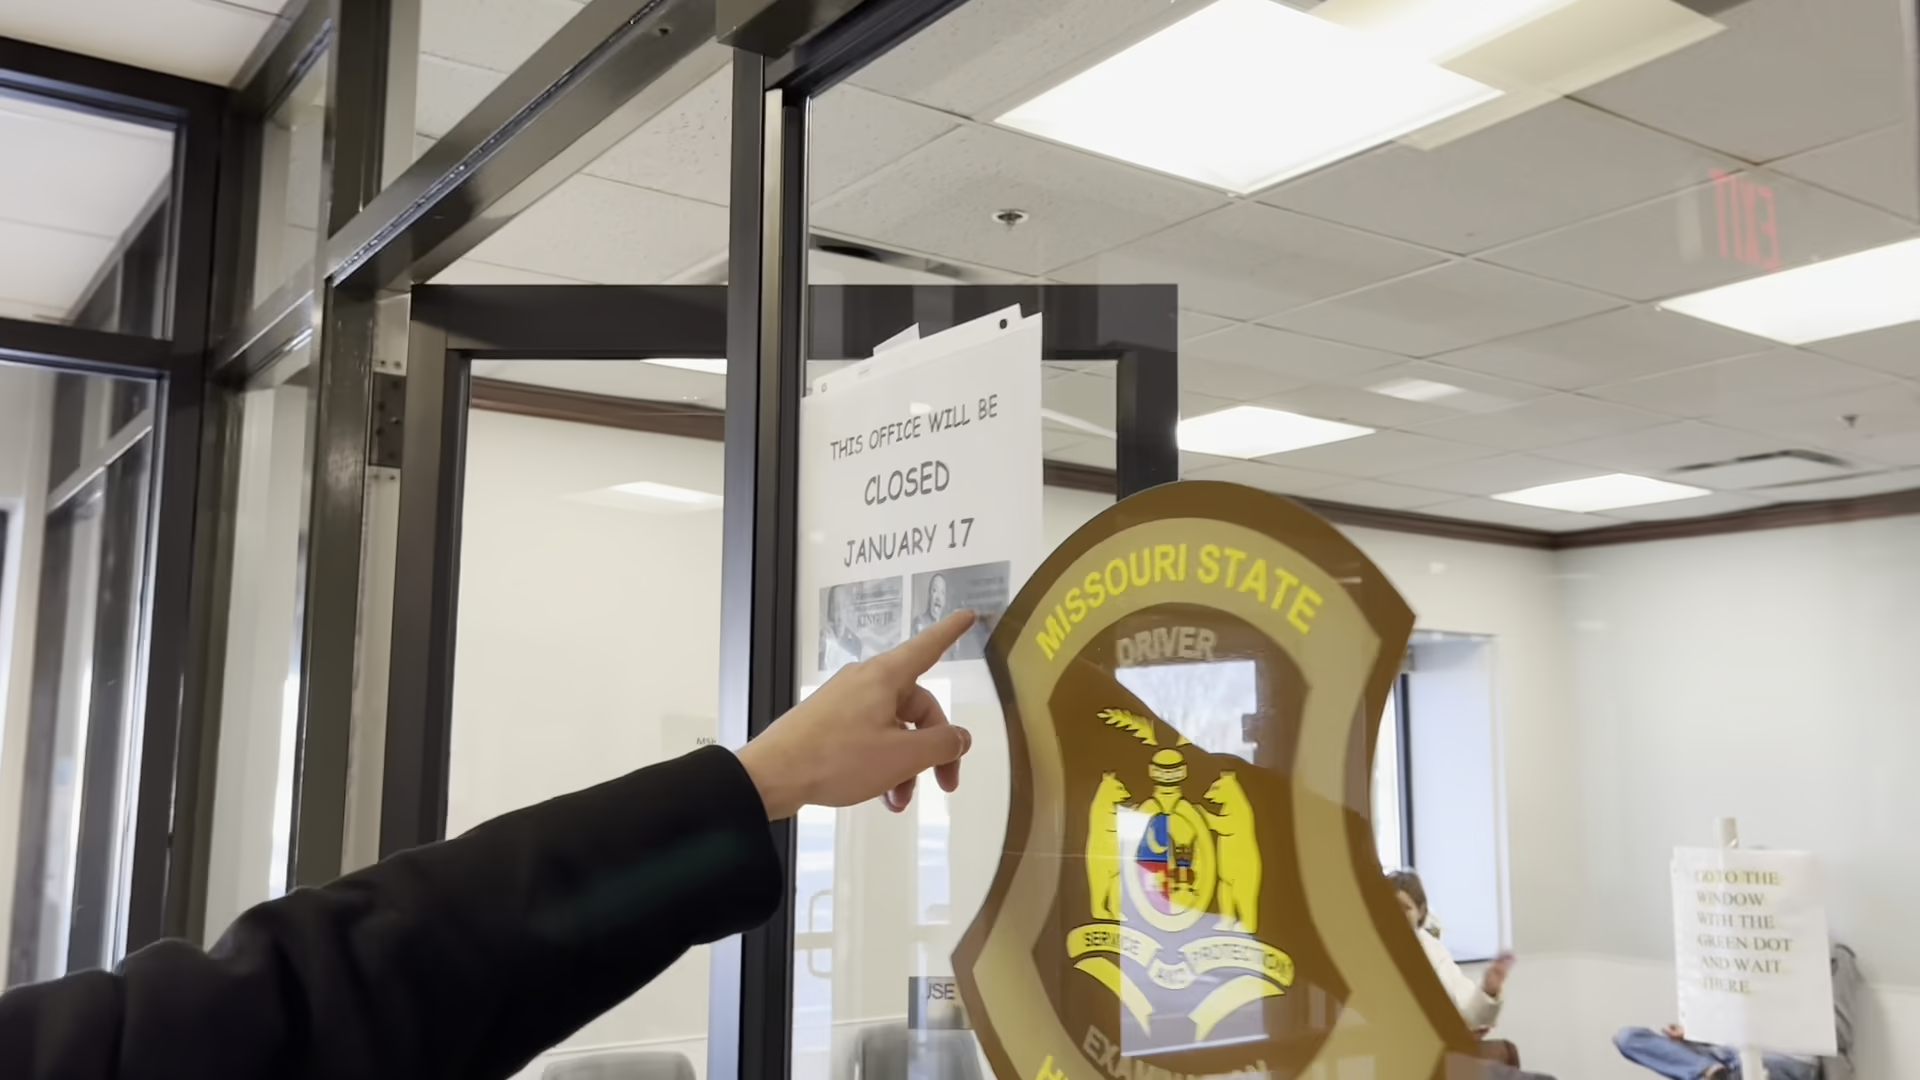 THIS OFFICE WILL BE
CLOSED
JANUARY 17
KING JR.
MISSOURI STATE
DRIVER
SERVICE AND PROTECTION
EXAMINATION
EXIT
USE
GO TO THE
WINDOW
WITH THE
GREEN DOT
AND WAIT
THERE